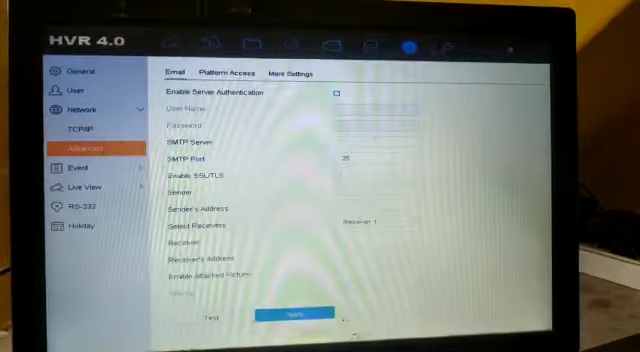 HVR 4.0
General
User
Network
TCP/IP
Advanced
Event
Live View
RS-232
Holiday
Email Platform Access More Settings
Enable Server Authentication
User Name
Password
SMTP Server
SMTP Port 25
Enable SSL/TLS
Sender
Sender's Address
Select Receivers Receiver 1
Receiver
Receiver's Address
Enable Attached Picture
Test Apply